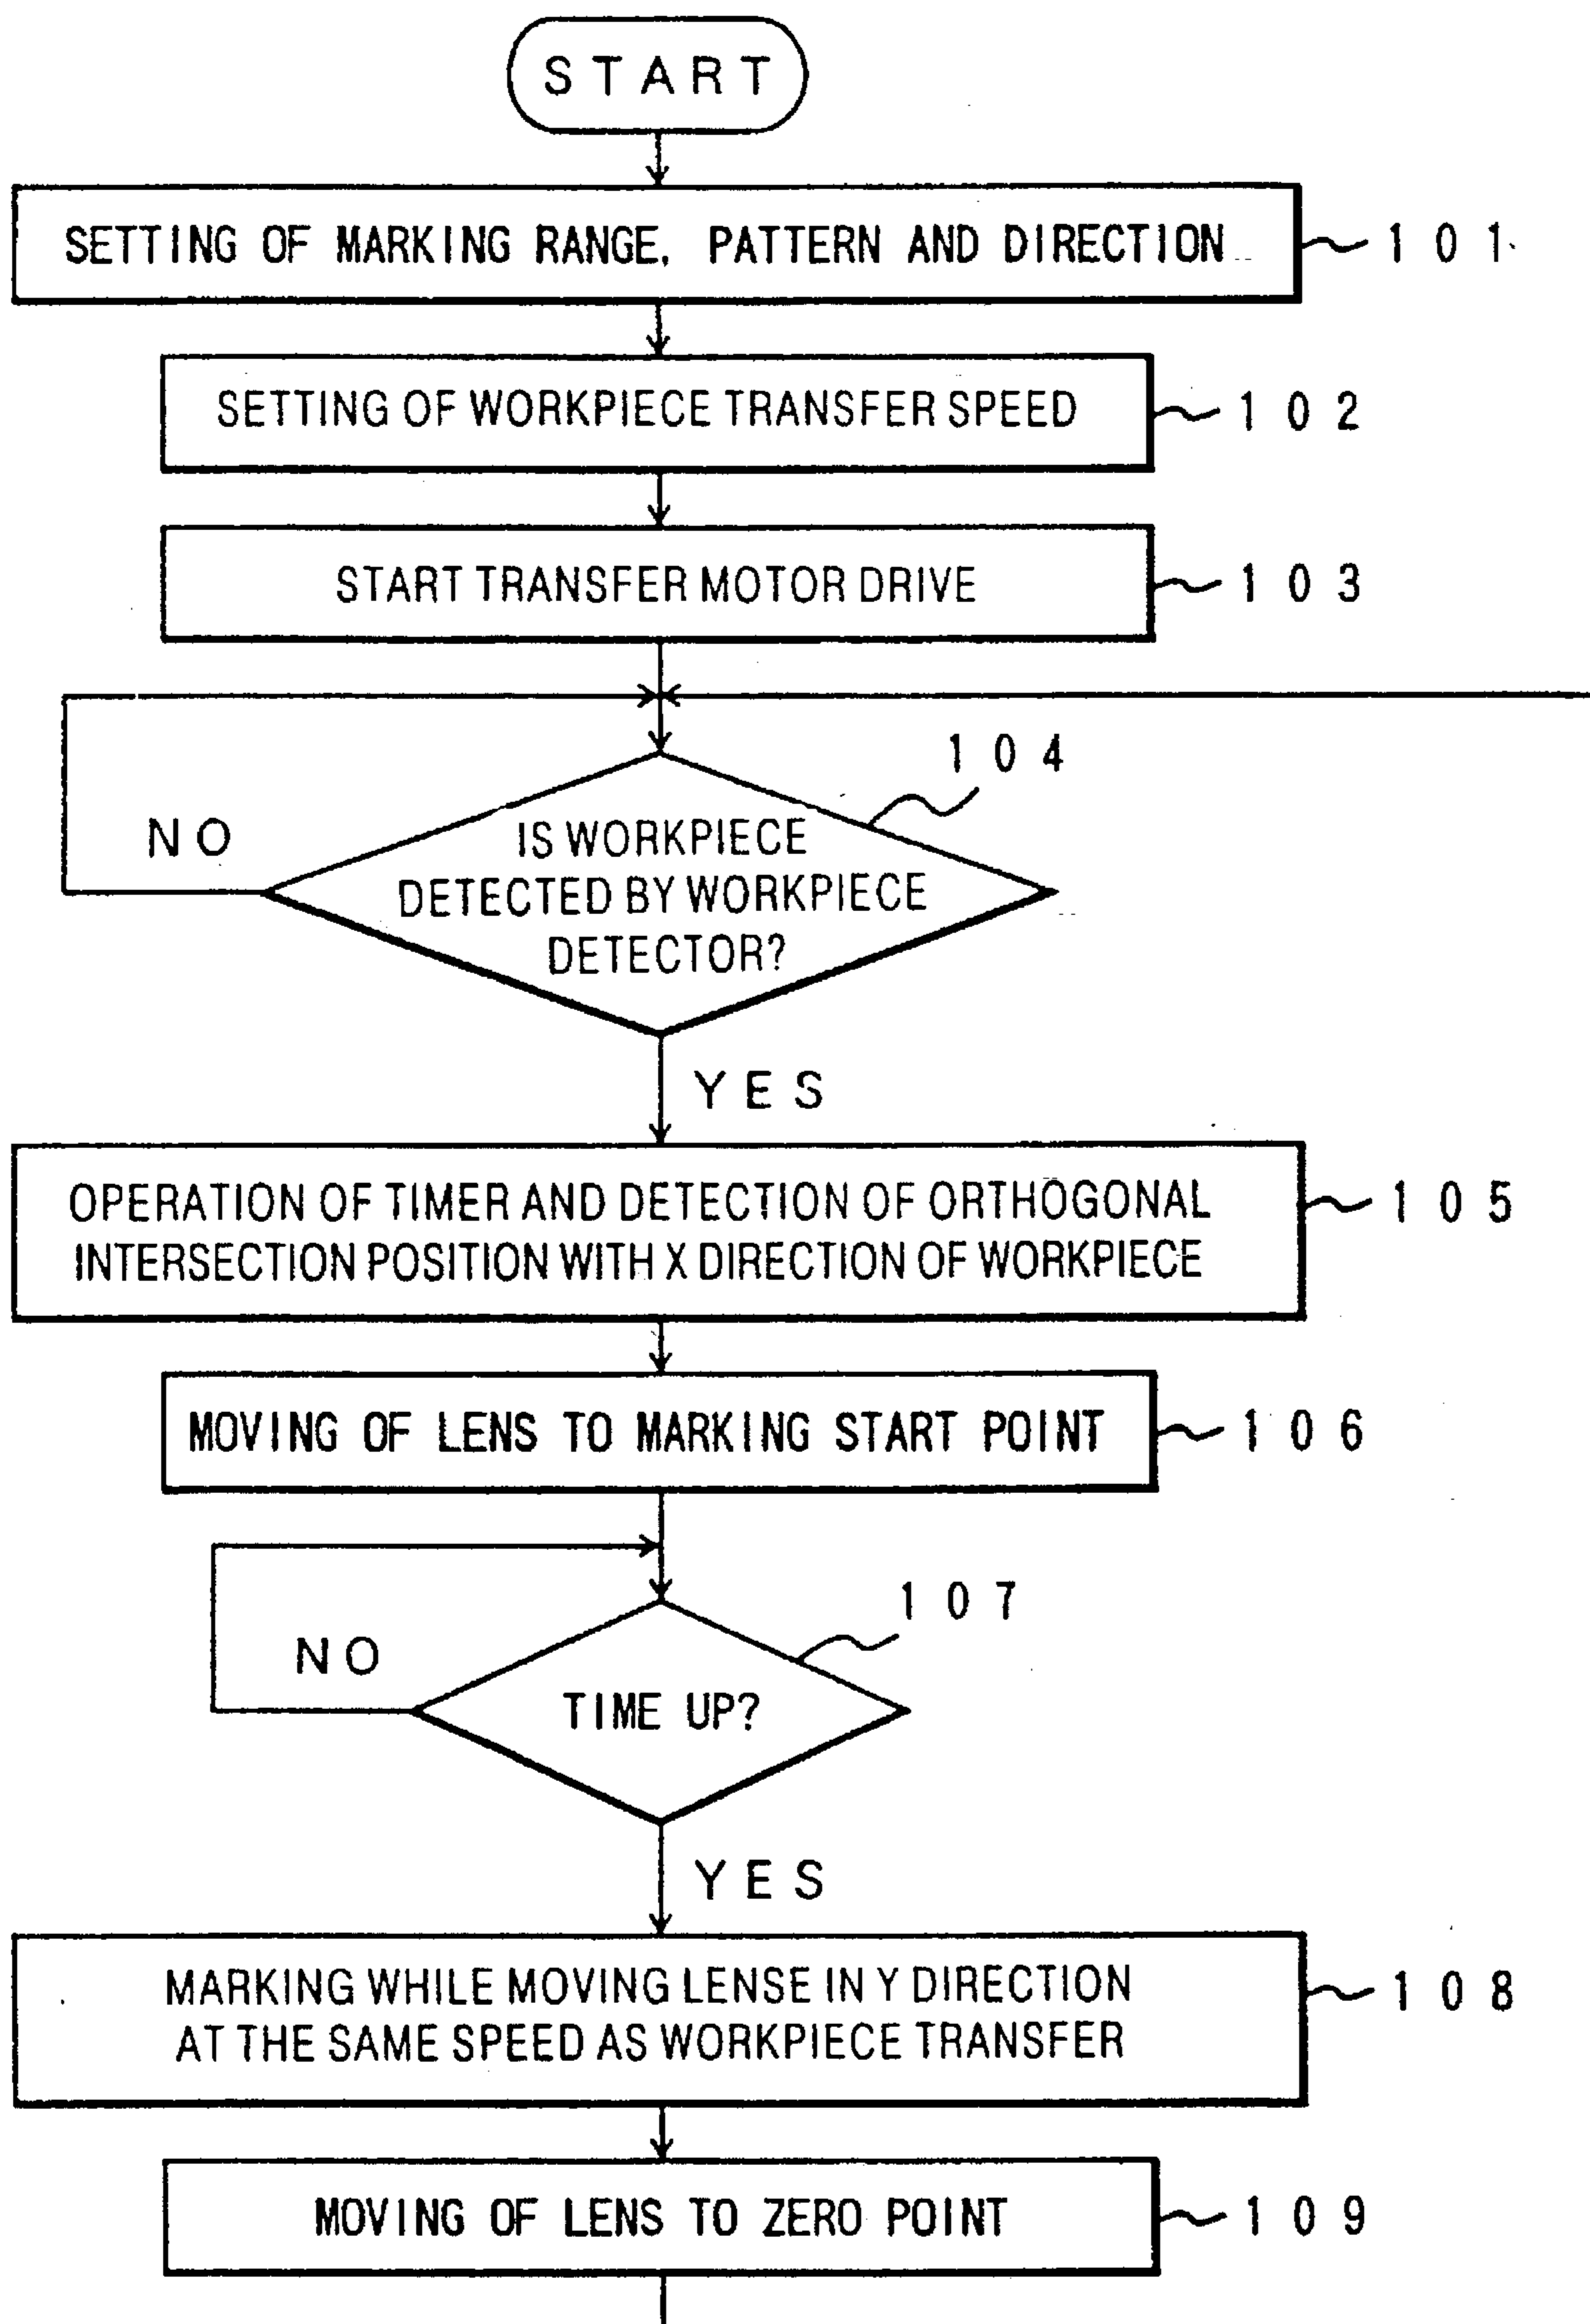 START
SETTING OF MARKING RANGE, PATTERN AND DIRECTION
101
SETTING OF WORKPIECE TRANSFER SPEED
102
START TRANSFER MOTOR DRIVE
103
104
NO
IS WORKPIECE
DETECTED BY WORKPIECE
DETECTOR?
YES
OPERATION OF TIMER AND DETECTION OF ORTHOGONAL
INTERSECTION POSITION WITH X DIRECTION OF WORKPIECE
105
MOVING OF LENS TO MARKING START POINT
106
107
NO
TIME UP?
YES
MARKING WHILE MOVING LENSE IN Y DIRECTION
AT THE SAME SPEED AS WORKPIECE TRANSFER
108
MOVING OF LENS TO ZERO POINT
109